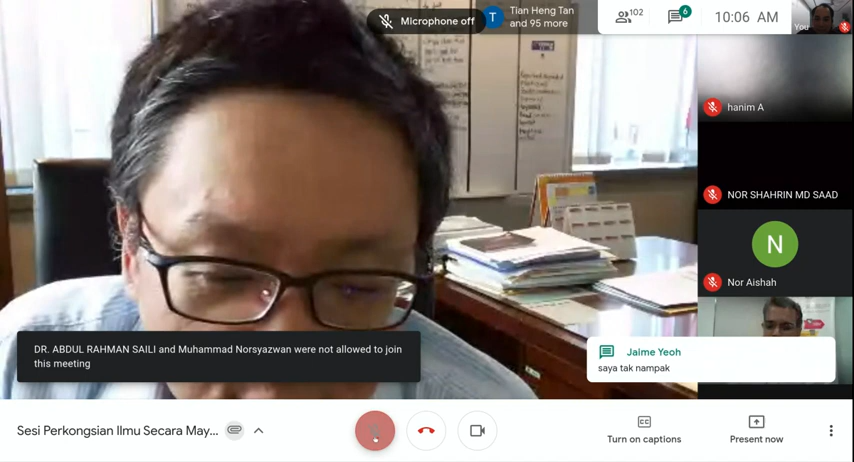 Microphone off
T
Tian Heng Tan
and 95 more
102
6
10:06 AM
You
hanim A
NOR SHAHRIN MD SAAD
N
Nor Aishah
DR. ABDUL RAHMAN SAILI and Muhammad Norsyazwan were not allowed to join
this meeting
Jaime Yeoh
saya tak nampak
Sesi Perkongsian Ilmu Secara May...
CC
Turn on captions
Present now